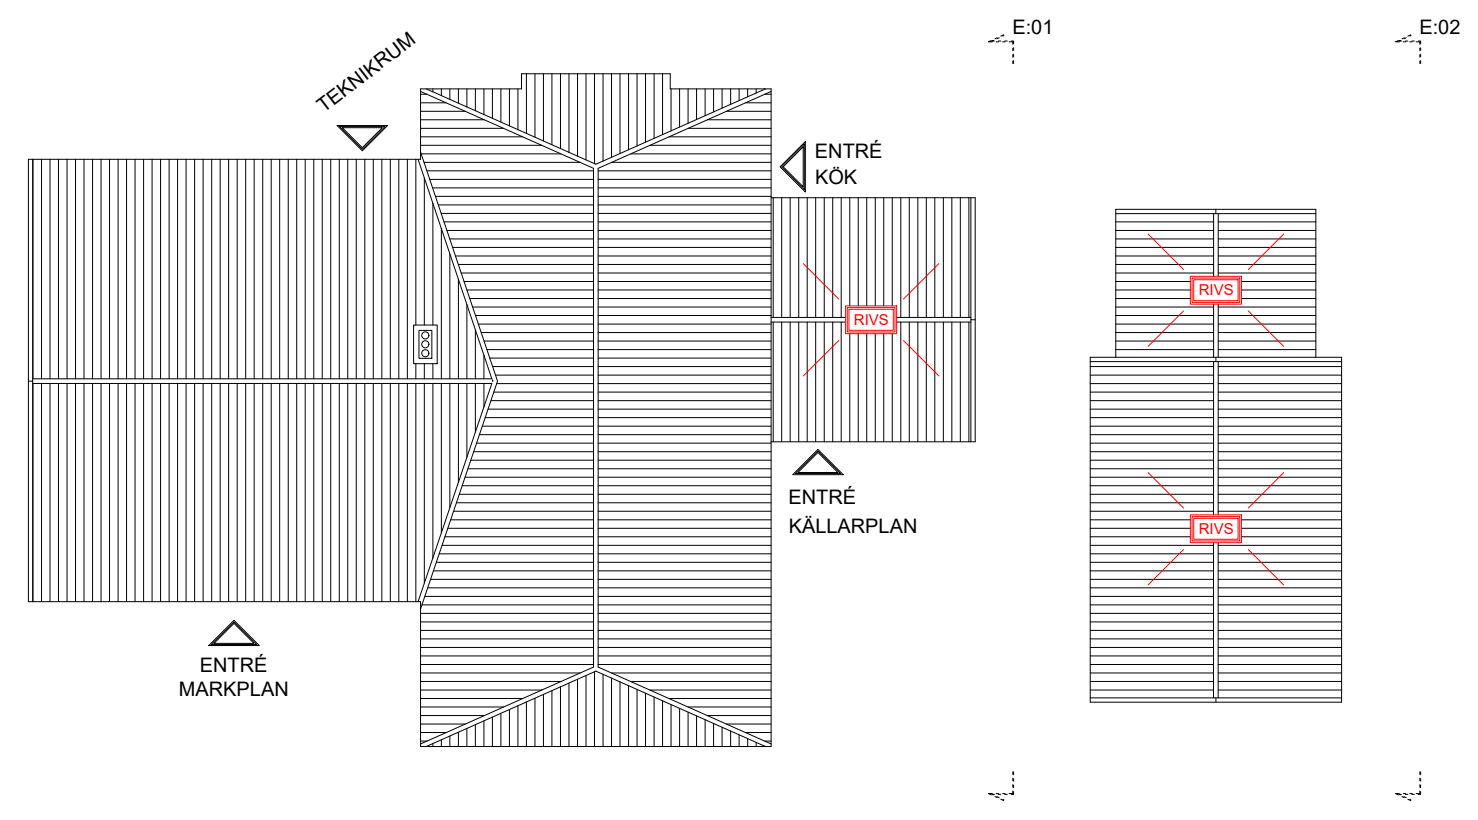 E:01
E:02
TEKNIKRUM
ENTRÉ
KÖK
RIVS
RIVS
ENTRÉ
KÄLLARPLAN
RIVS
ENTRÉ
MARKPLAN